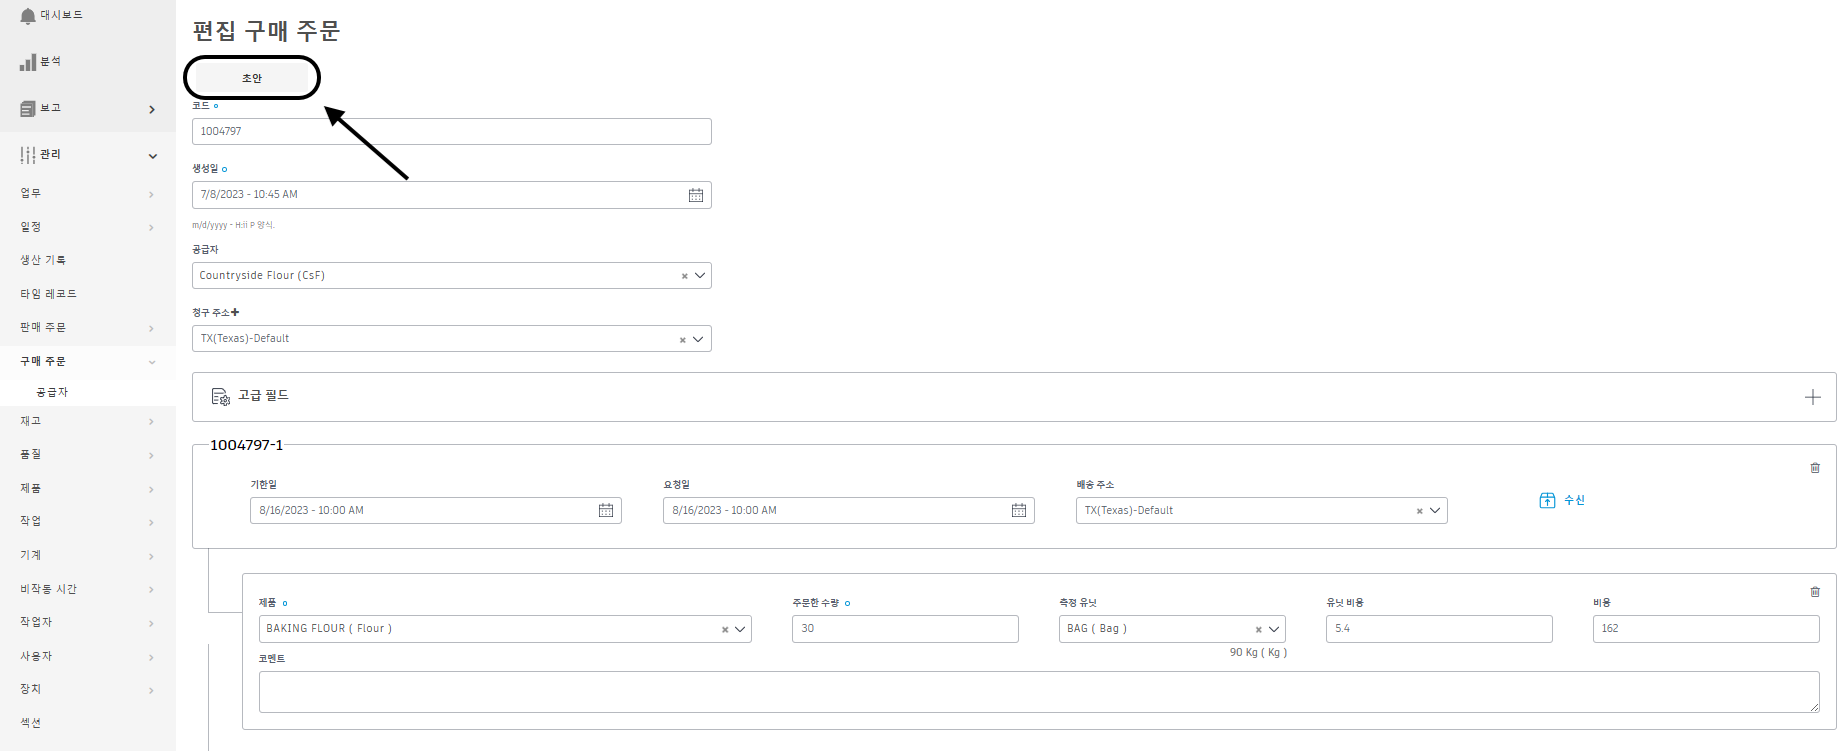 대시보드
분석
보고
관리
업무
일정
생산 기록
타임 레코드
판매 주문
구매 주문
공급자
재고
품질
제품
작업
기계
비작동 시간
작업자
사용자
장치
섹션
편집 구매 주문
초안
코드
1004797
생성일
7/8/2023 - 10:45 AM
m/d/yyyy - H:ii P 양식.
공급자
Countryside Flour (CsF)
청구 주소
TX(Texas)-Default
고급 필드
1004797-1
기한일 요청일 배송 주소
8/16/2023 - 10:00 AM 8/16/2023 - 10:00 AM TX(Texas)-Default 수신
제품 주문한 수량 측정 유닛 유닛 비용 비용
BAKING FLOUR ( Flour ) 30 BAG ( Bag ) 5.4 162
90 Kg ( Kg )
코멘트